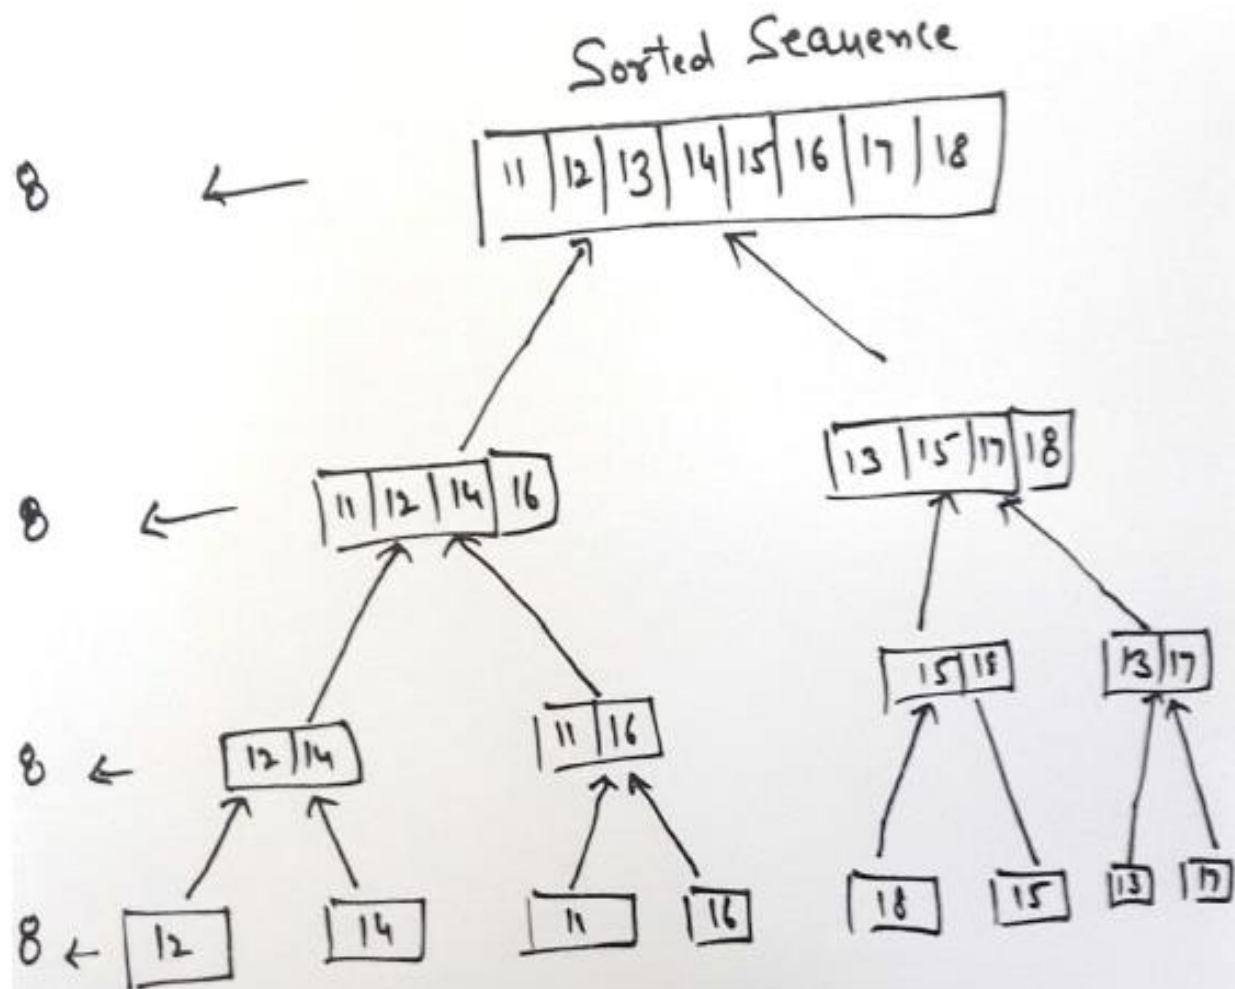 Sorted Seauence
8 ← 11 12 13 14 15 16 17 18
8 ← 11 12 14 16 13 15 17 18
8 ← 12 14 11 16 15 18 13 17
8 ← 12 14 11 16 18 15 13 17